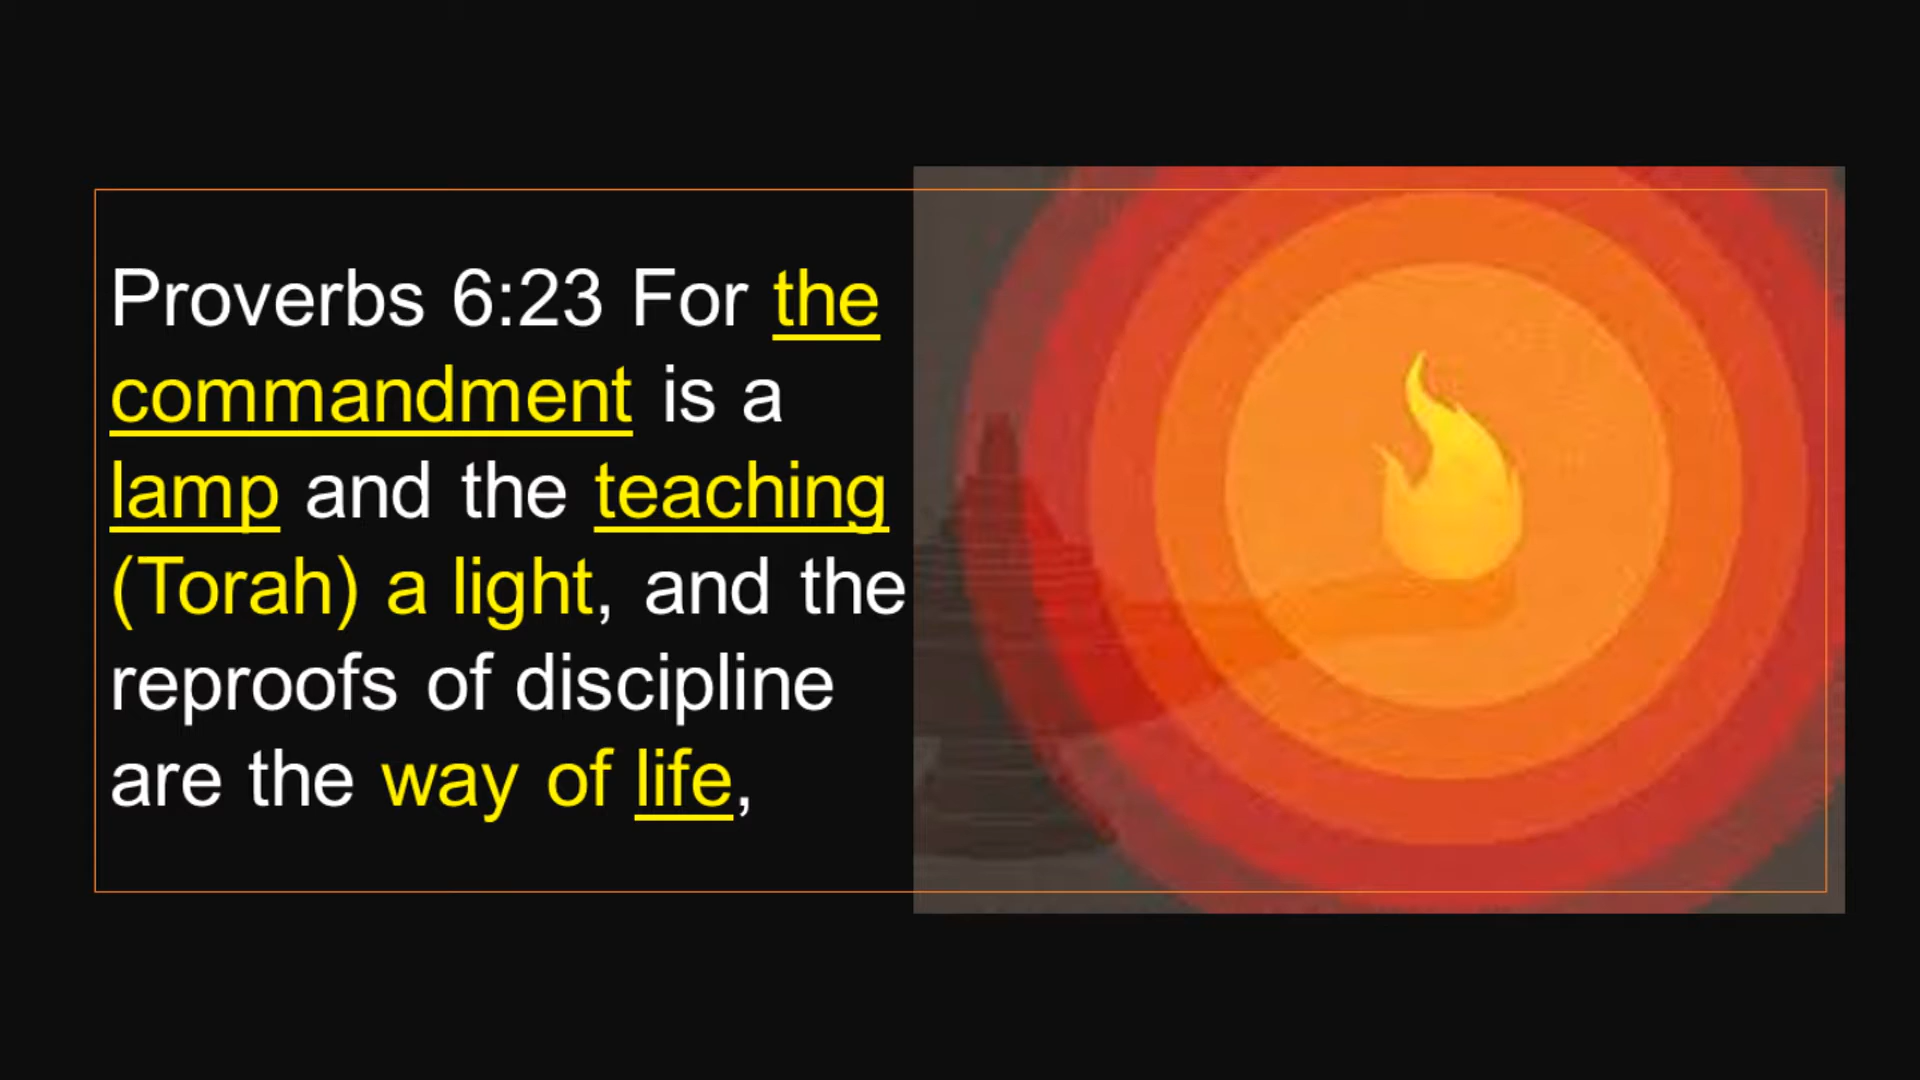 Proverbs 6:23 For the
commandment is a
lamp and the teaching
(Torah) a light, and the
reproofs of discipline
are the way of life,